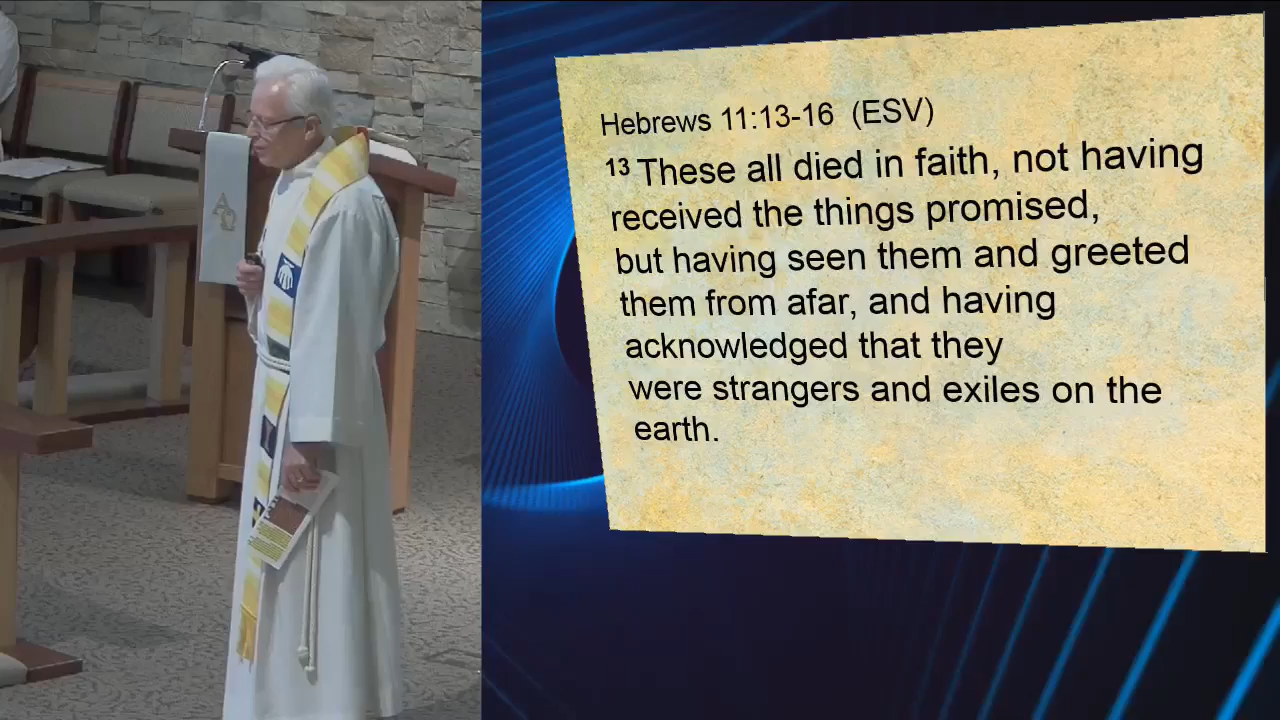 Hebrews 11:13-16 (ESV)
13 These all died in faith, not having
received the things promised,
but having seen them and greeted
them from afar, and having
acknowledged that they
were strangers and exiles on the
earth.